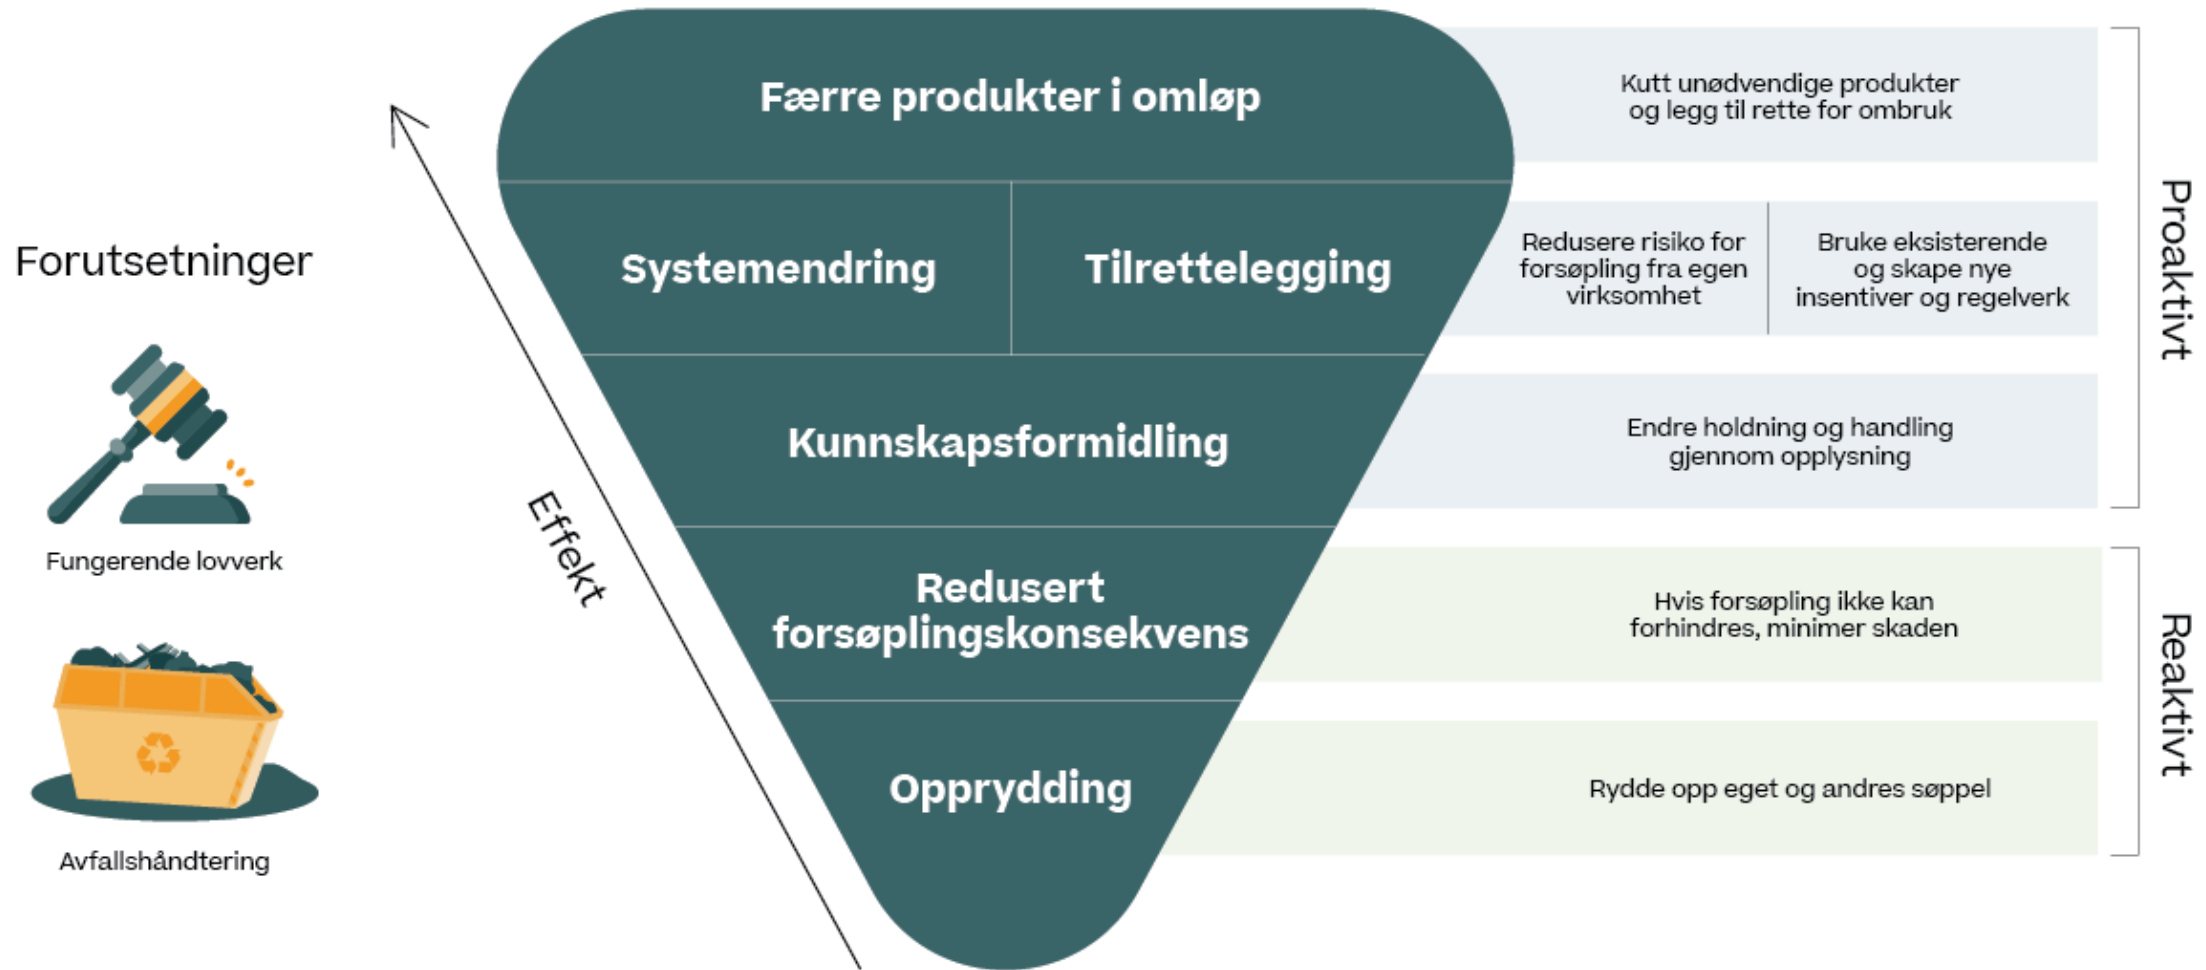 Forutsetninger
Fungerende lovverk
Avfallshåndtering
Effekt
Færre produkter i omløp
Systemendring
Tilrettelegging
Kunnskapsformidling
Redusert
forsøplingskonsekvens
Opprydding
Kutt unødvendige produkter
og legg til rette for ombruk
Redusere risiko for
forsøpling fra egen
virksomhet
Bruke eksisterende
og skape nye
insentiver og regelverk
Endre holdning og handling
gjennom opplysning
Hvis forsøpling ikke kan
forhindres, minimer skaden
Rydde opp eget og andres søppel
Proaktivt
Reaktivt